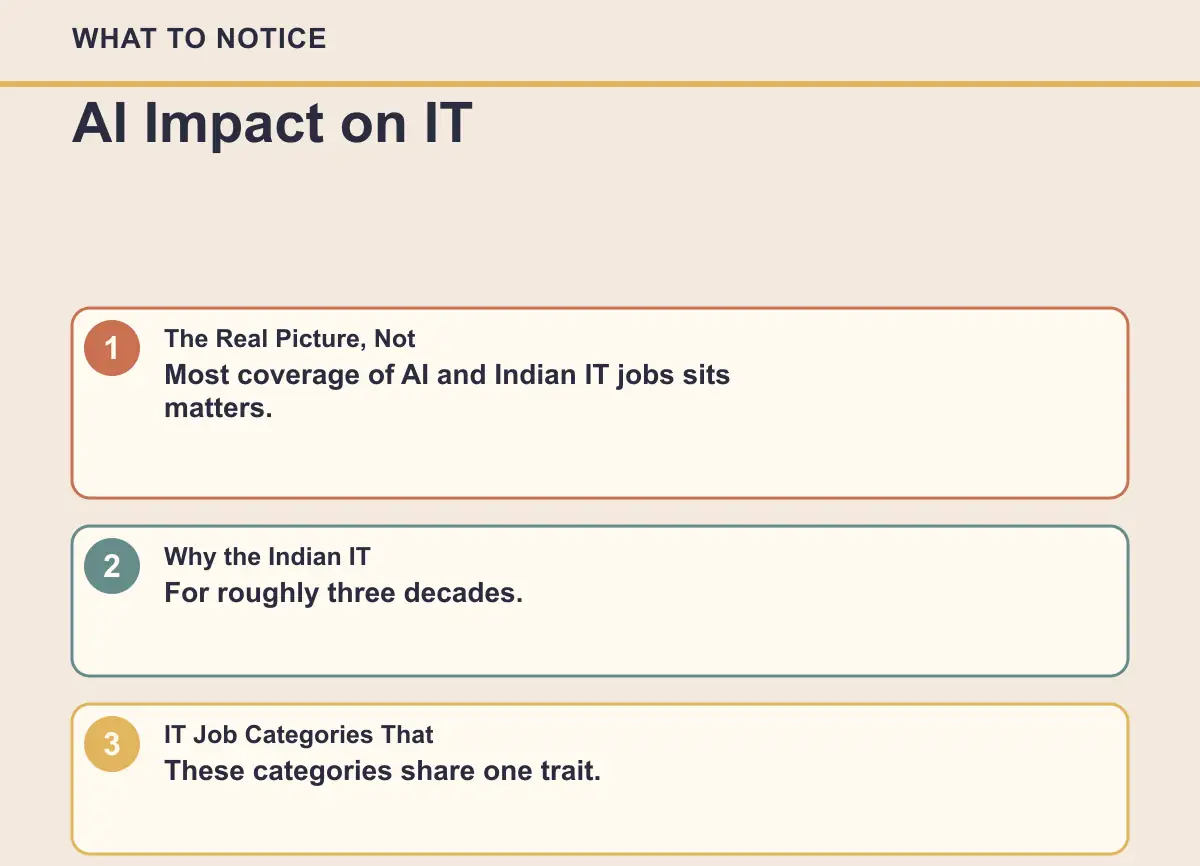 WHAT TO NOTICE
AI Impact on IT
1
The Real Picture, Not
Most coverage of AI and Indian IT jobs sits
matters.
2
Why the Indian IT
For roughly three decades.
3
IT Job Categories That
These categories share one trait.